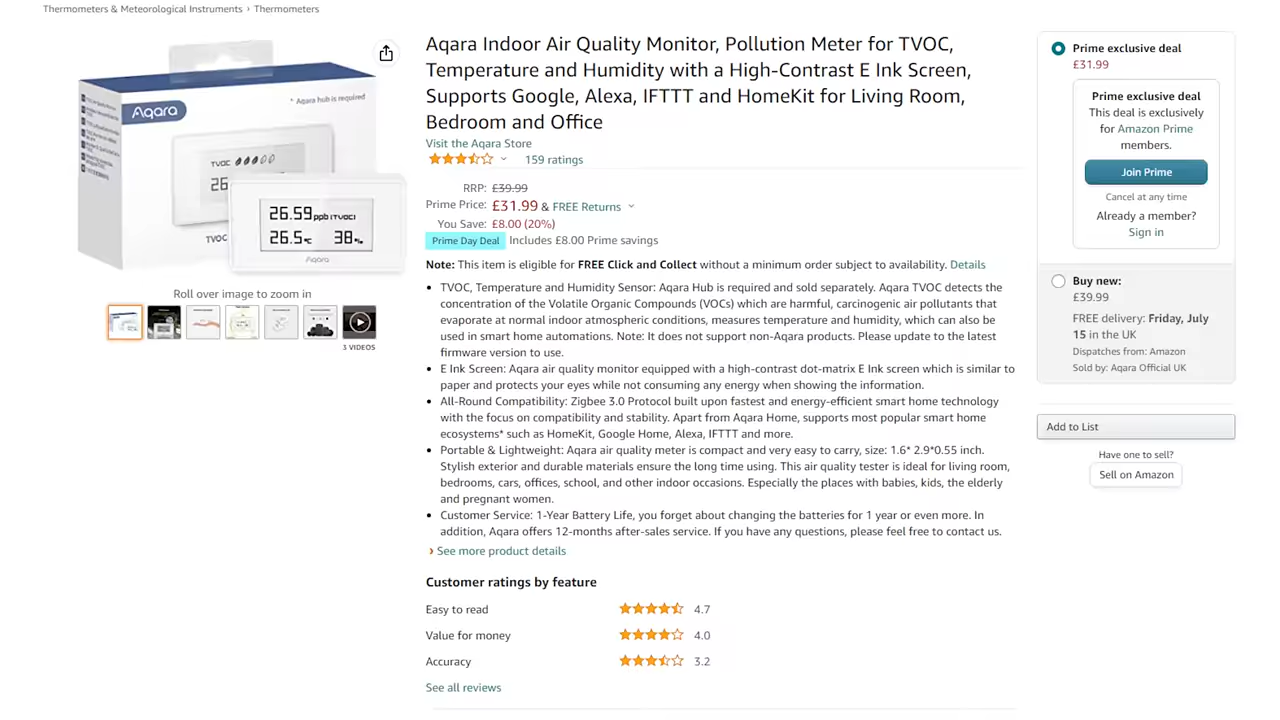 Thermometers & Meteorological Instruments › Thermometers
Aqara
* Aqara hub is required
TVOC
26.59 ppb (TVOC)
26.5 °C 38 %
Aqara
TVOC
Roll over image to zoom in
3 VIDEOS
Aqara Indoor Air Quality Monitor, Pollution Meter for TVOC,
Temperature and Humidity with a High-Contrast E Ink Screen,
Supports Google, Alexa, IFTTT and HomeKit for Living Room,
Bedroom and Office
Visit the Aqara Store
159 ratings
RRP: £39.99
Prime Price: £31.99 & FREE Returns
You Save: £8.00 (20%)
Prime Day Deal Includes £8.00 Prime savings
Note: This item is eligible for FREE Click and Collect without a minimum order subject to availability. Details
• TVOC, Temperature and Humidity Sensor: Aqara Hub is required and sold separately. Aqara TVOC detects the
concentration of the Volatile Organic Compounds (VOCs) which are harmful, carcinogenic air pollutants that
evaporate at normal indoor atmospheric conditions, measures temperature and humidity, which can also be
used in smart home automations. Note: It does not support non-Aqara products. Please update to the latest
firmware version to use.
• E Ink Screen: Aqara air quality monitor equipped with a high-contrast dot-matrix E Ink screen which is similar to
paper and protects your eyes while not consuming any energy when showing the information.
• All-Round Compatibility: Zigbee 3.0 Protocol built upon fastest and energy-efficient smart home technology
with the focus on compatibility and stability. Apart from Aqara Home, supports most popular smart home
ecosystems* such as HomeKit, Google Home, Alexa, IFTTT and more.
• Portable & Lightweight: Aqara air quality meter is compact and very easy to carry, size: 1.6* 2.9*0.55 inch.
Stylish exterior and durable materials ensure the long time using. This air quality tester is ideal for living room,
bedrooms, cars, offices, school, and other indoor occasions. Especially the places with babies, kids, the elderly
and pregnant women.
• Customer Service: 1-Year Battery Life, you forget about changing the batteries for 1 year or even more. In
addition, Aqara offers 12-months after-sales service. If you have any questions, please feel free to contact us.
› See more product details
Customer ratings by feature
Easy to read 4.7
Value for money 4.0
Accuracy 3.2
See all reviews
Prime exclusive deal
£31.99
Prime exclusive deal
This deal is exclusively
for Amazon Prime
members.
Join Prime
Cancel at any time
Already a member?
Sign in
Buy new:
£39.99
FREE delivery: Friday, July
15 in the UK
Dispatches from: Amazon
Sold by: Aqara Official UK
Add to List
Have one to sell?
Sell on Amazon